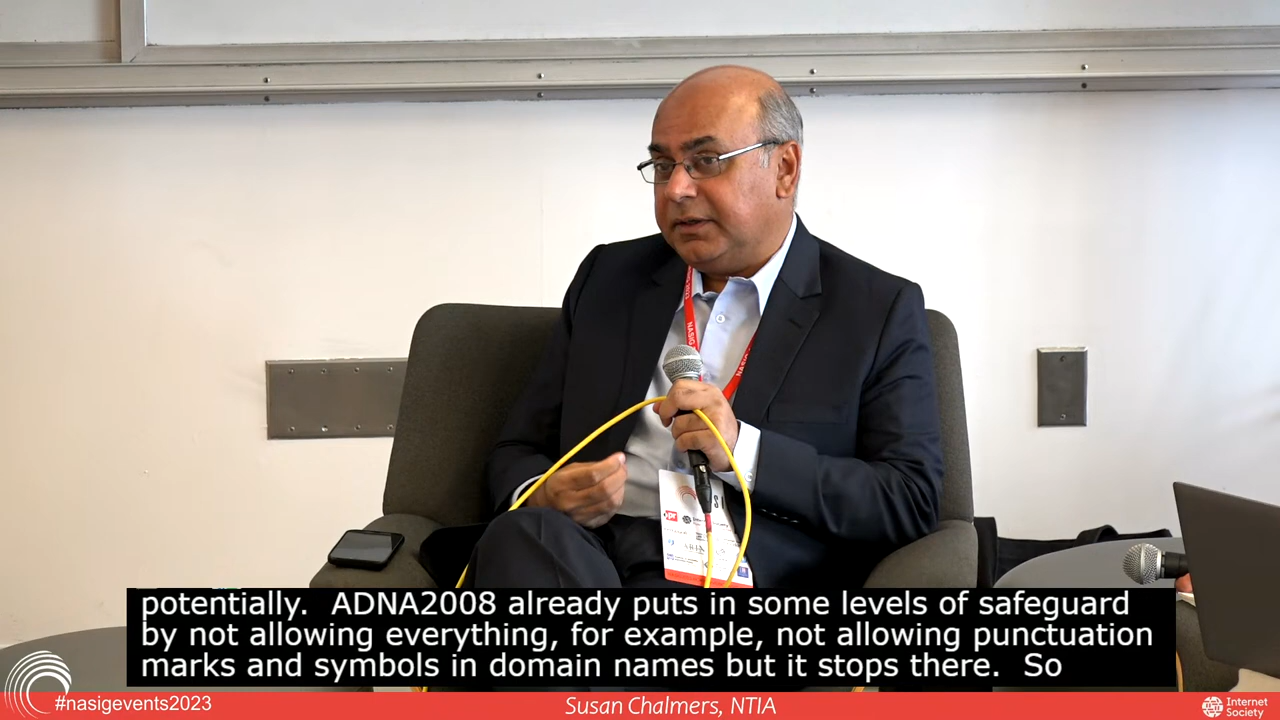 NASIG
potentially.  ADNA2008 already puts in some levels of safeguard
by not allowing everything, for example, not allowing punctuation
marks and symbols in domain names but it stops there.  So
#nasigevents2023
Susan Chalmers, NTIA
Internet
Society